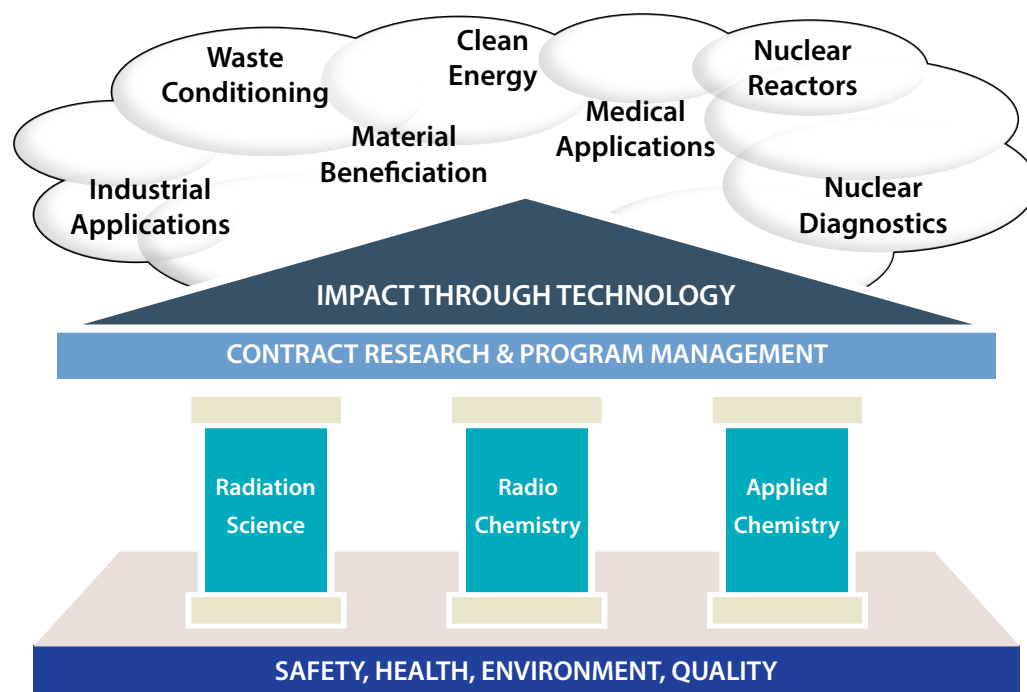 Waste
Conditioning
Clean
Energy
Nuclear
Reactors
Material
Beneficiation
Medical
Applications
Industrial
Applications
Nuclear
Diagnostics
IMPACT THROUGH TECHNOLOGY
CONTRACT RESEARCH & PROGRAM MANAGEMENT
Radiation
Science
Radio
Chemistry
Applied
Chemistry
SAFETY, HEALTH, ENVIRONMENT, QUALITY